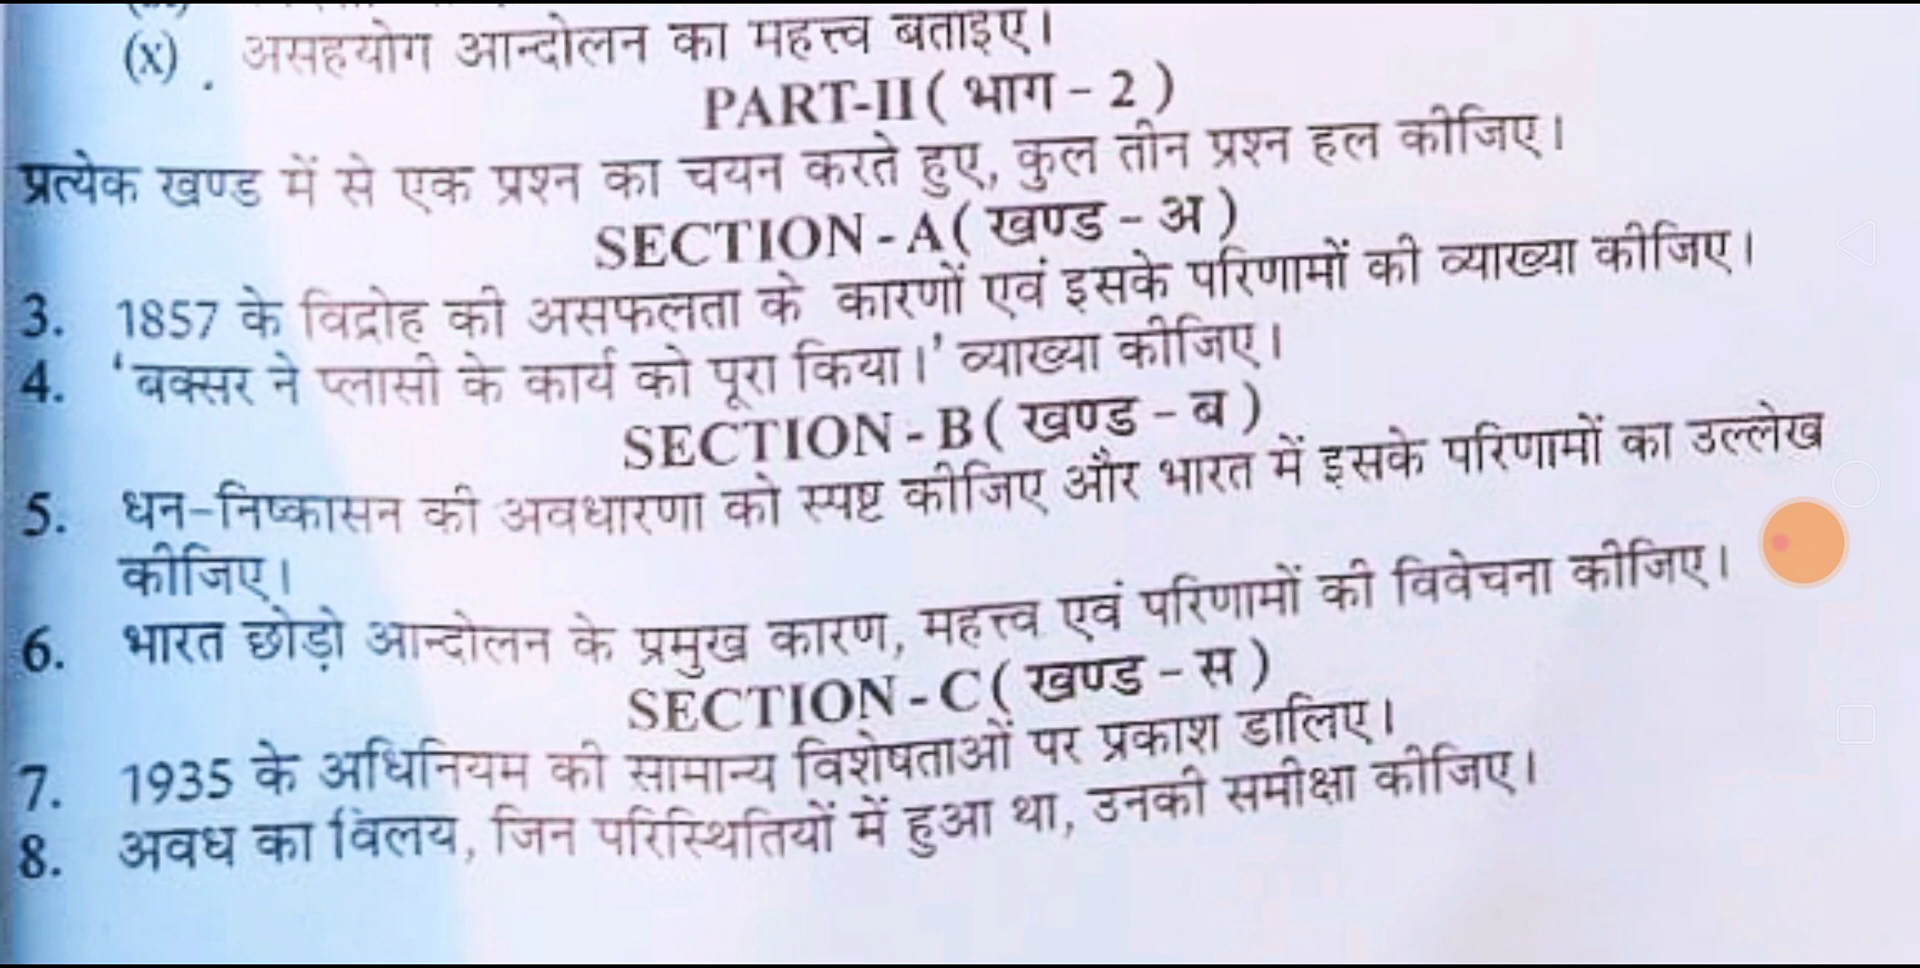 (x) असहयोग आन्दोलन का महत्त्व बताइए।
PART-II ( भाग - 2 )
प्रत्येक खण्ड में से एक प्रश्न का चयन करते हुए, कुल तीन प्रश्न हल कीजिए।
SECTION - A ( खण्ड - अ )
3. 1857 के विद्रोह की असफलता के कारणों एवं इसके परिणामों की व्याख्या कीजिए।
4. ‘बक्सर ने प्लासी के कार्य को पूरा किया।’ व्याख्या कीजिए।
SECTION - B ( खण्ड - ब )
5. धन-निष्कासन की अवधारणा को स्पष्ट कीजिए और भारत में इसके परिणामों का उल्लेख
कीजिए।
6. भारत छोड़ो आन्दोलन के प्रमुख कारण, महत्त्व एवं परिणामों की विवेचना कीजिए।
SECTION - C ( खण्ड - स )
7. 1935 के अधिनियम की सामान्य विशेषताओं पर प्रकाश डालिए।
8. अवध का विलय, जिन परिस्थितियों में हुआ था, उनकी समीक्षा कीजिए।